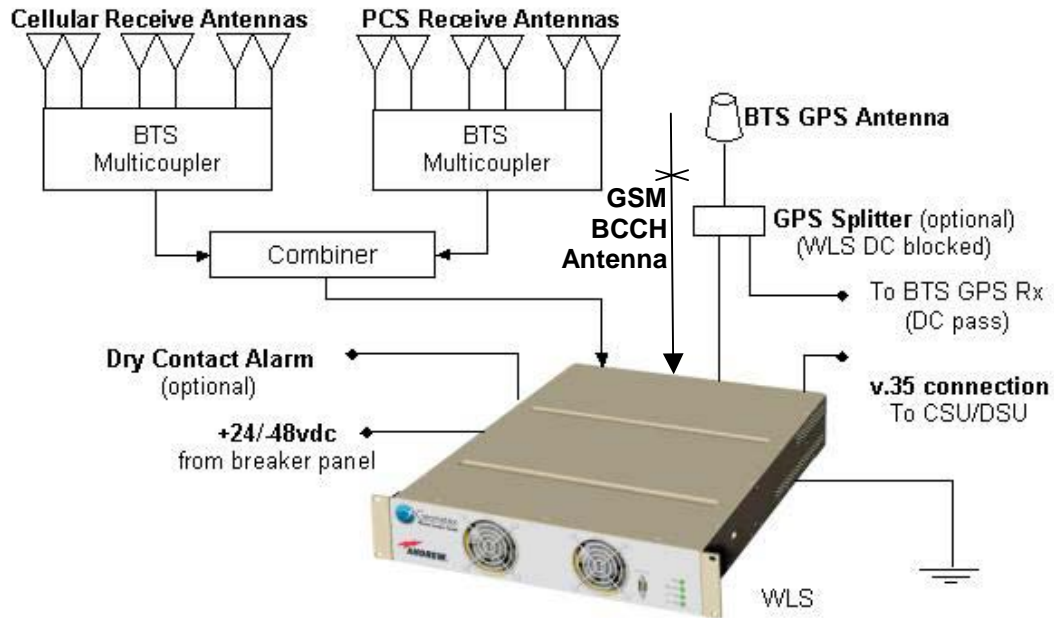 Cellular Receive Antennas
PCS Receive Antennas
BTS
Multicoupler
BTS
Multicoupler
BTS GPS Antenna
GSM
BCCH
Antenna
GPS Splitter (optional)
(WLS DC blocked)
Combiner
To BTS GPS Rx
(DC pass)
Dry Contact Alarm
(optional)
v.35 connection
To CSU/DSU
+24/-48vdc
from breaker panel
ANDREW
WLS